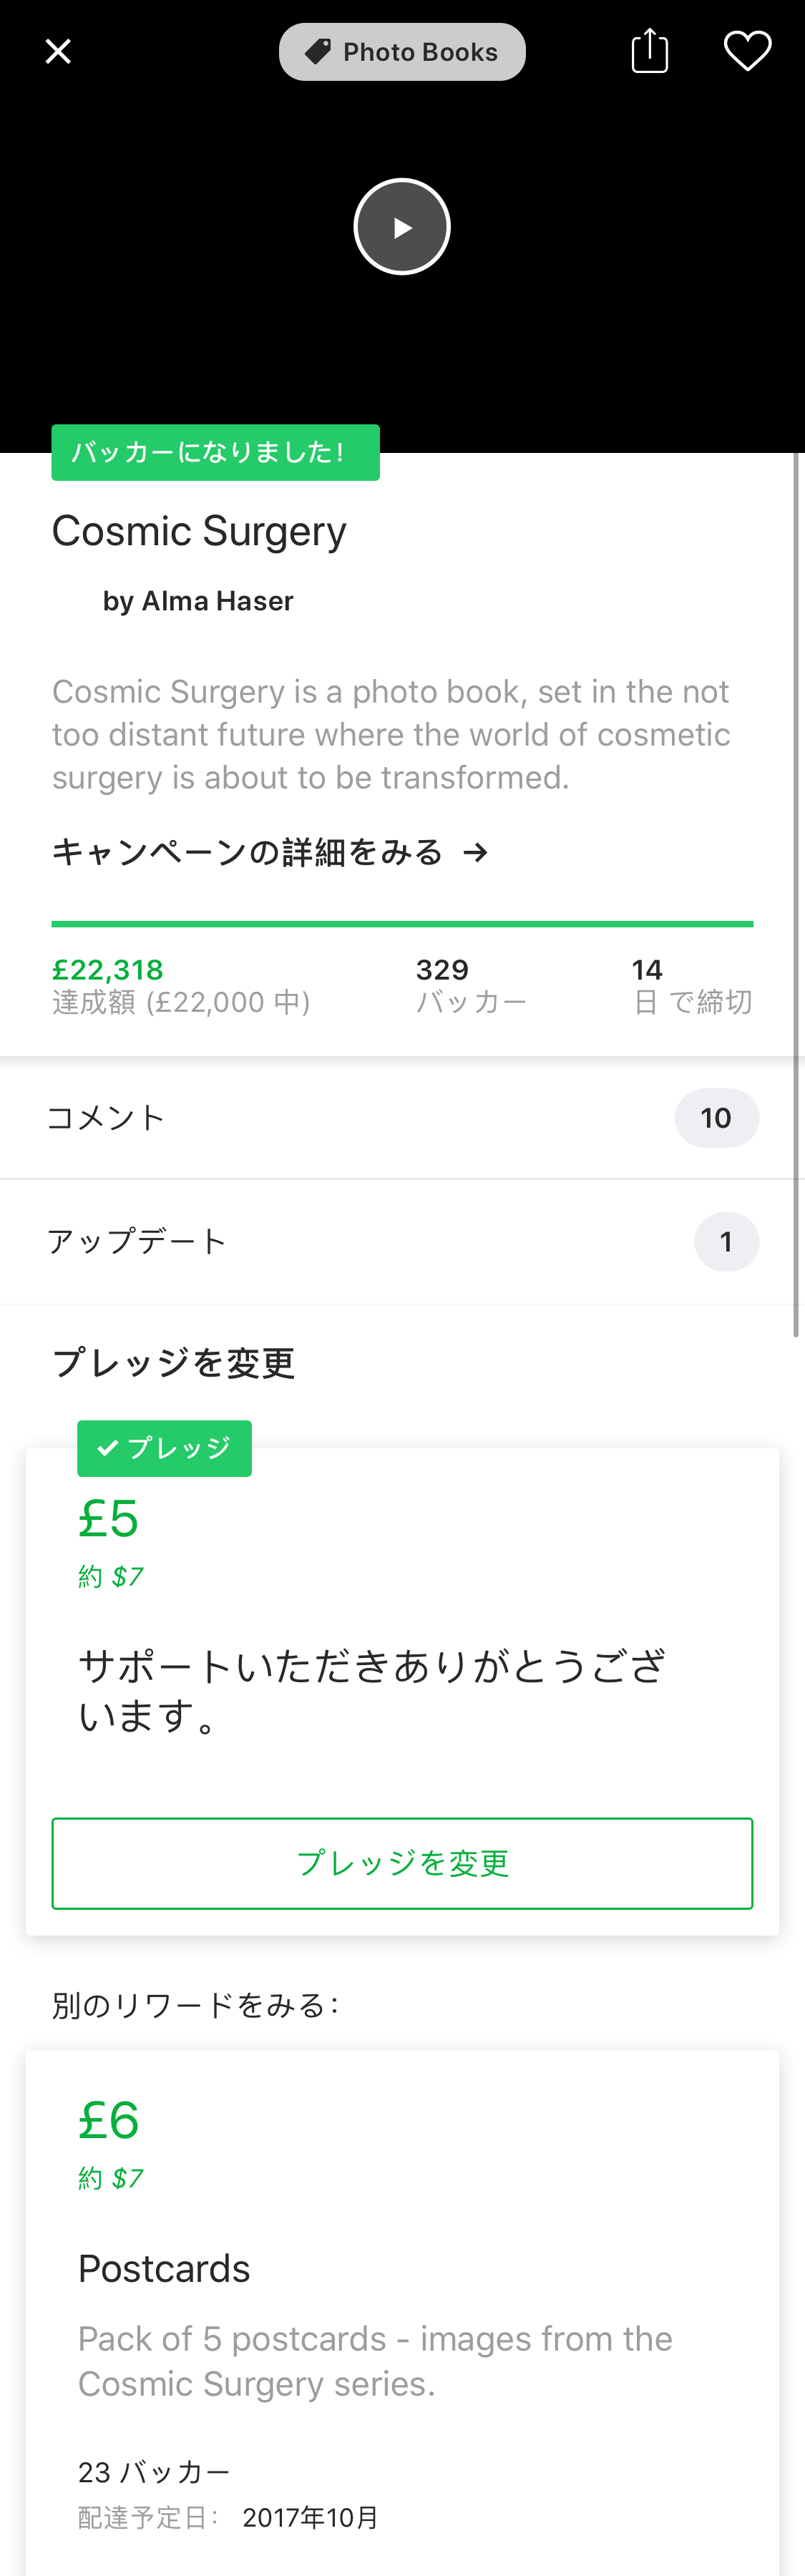 Photo Books
バッカーになりました！
Cosmic Surgery
by Alma Haser
Cosmic Surgery is a photo book, set in the not
too distant future where the world of cosmetic
surgery is about to be transformed.
キャンペーンの詳細をみる →
£22,318
達成額 (£22,000 中)
329
バッカー
14
日 で締切
コメント
10
アップデート
1
プレッジを変更
✔ プレッジ
£5
約 $7
サポートいただきありがとうござ
います。
プレッジを変更
別のリワードをみる：
£6
約 $7
Postcards
Pack of 5 postcards - images from the
Cosmic Surgery series.
23 バッカー
配達予定日： 2017年10月